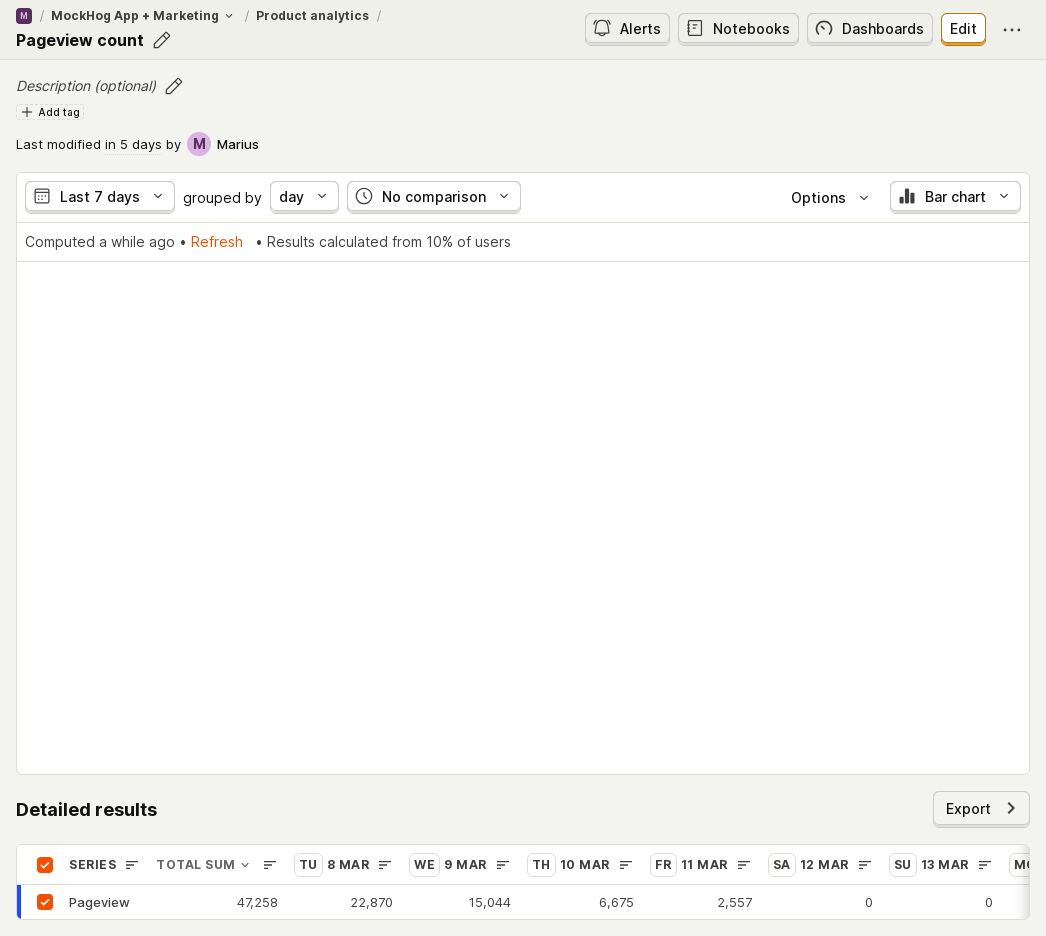 M / MockHog App + Marketing / Product analytics /
Pageview count
Alerts Notebooks Dashboards Edit
Description (optional)
Add tag
Last modified in 5 days by M Marius
Last 7 days grouped by day No comparison Options Bar chart
Computed a while ago • Refresh • Results calculated from 10% of users
Detailed results
Export
SERIES TOTAL SUM TU 8 MAR WE 9 MAR TH 10 MAR FR 11 MAR SA 12 MAR SU 13 MAR
Pageview 47,258 22,870 15,044 6,675 2,557 0 0